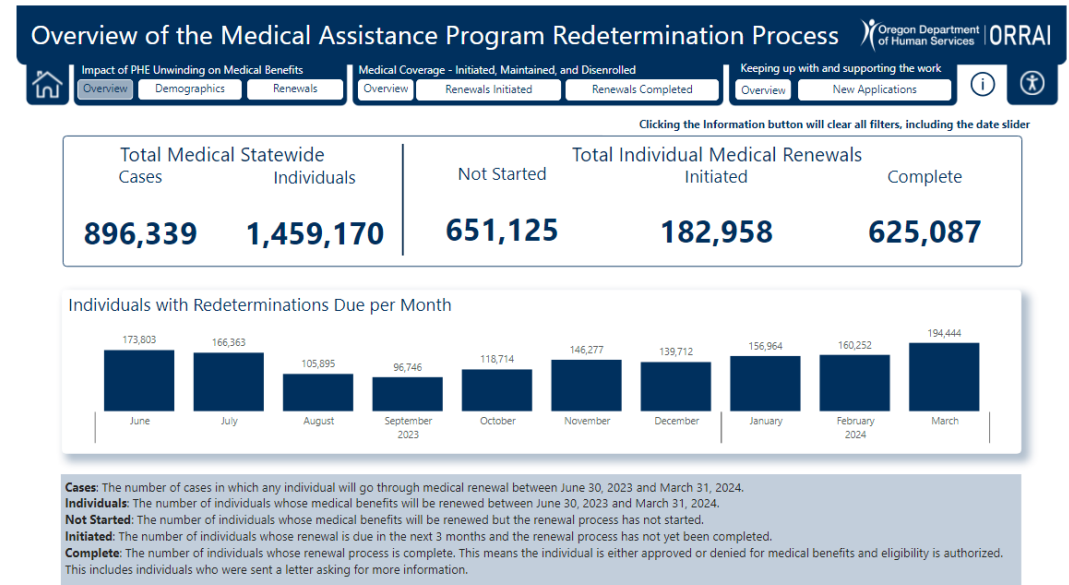 Overview of the Medical Assistance Program Redetermination Process
Oregon Department
of Human Services
ORRAI
Impact of PHE Unwinding on Medical Benefits
Overview
Demographics
Renewals
Medical Coverage - Initiated, Maintained, and Disenrolled
Overview
Renewals Initiated
Renewals Completed
Keeping up with and supporting the work
Overview
New Applications
Clicking the Information button will clear all filters, including the date slider
Total Medical Statewide
Cases
Individuals
896,339
1,459,170
Total Individual Medical Renewals
Not Started
Initiated
Complete
651,125
182,958
625,087
Individuals with Redeterminations Due per Month
173,803
166,363
105,895
96,746
118,714
146,277
139,712
156,964
160,252
194,444
June
July
August
September
October
November
December
January
February
March
2023
2024
Cases: The number of cases in which any individual will go through medical renewal between June 30, 2023 and March 31, 2024.
Individuals: The number of individuals whose medical benefits will be renewed between June 30, 2023 and March 31, 2024.
Not Started: The number of individuals whose medical benefits will be renewed but the renewal process has not started.
Initiated: The number of individuals whose renewal is due in the next 3 months and the renewal process has not yet been completed.
Complete: The number of individuals whose renewal process is complete. This means the individual is either approved or denied for medical benefits and eligibility is authorized.
This includes individuals who were sent a letter asking for more information.